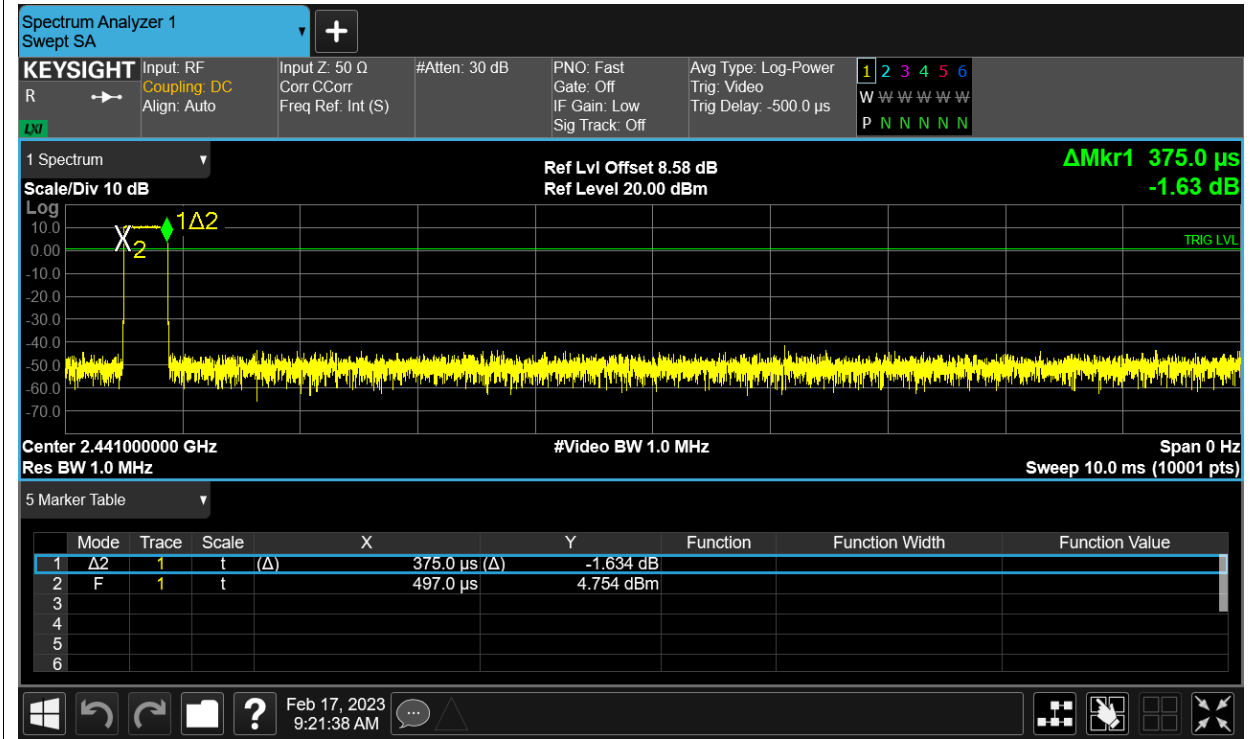 Spectrum Analyzer 1
Swept SA
KEYSIGHT
R
LXI
Input: RF
Coupling: DC
Align: Auto
Input Z: 50 Ω
Corr CCorr
Freq Ref: Int (S)
#Atten: 30 dB
PNO: Fast
Gate: Off
IF Gain: Low
Sig Track: Off
Avg Type: Log-Power
Trig: Video
Trig Delay: -500.0 µs
1 2 3 4 5 6
W W W W W W
P N N N N N
1 Spectrum
Scale/Div 10 dB
Ref Lvl Offset 8.58 dB
Ref Level 20.00 dBm
ΔMkr1 375.0 µs
-1.63 dB
Log
10.0
0.00
-10.0
-20.0
-30.0
-40.0
-50.0
-60.0
-70.0
X
2
1Δ2
TRIG LVL
Center 2.441000000 GHz
#Video BW 1.0 MHz
Span 0 Hz
Res BW 1.0 MHz
Sweep 10.0 ms (10001 pts)
5 Marker Table
Mode Trace Scale X Y Function Function Width Function Value
1 Δ2 1 t (Δ) 375.0 µs (Δ) -1.634 dB
2 F 1 t 497.0 µs 4.754 dBm
3
4
5
6
?
Feb 17, 2023
9:21:38 AM